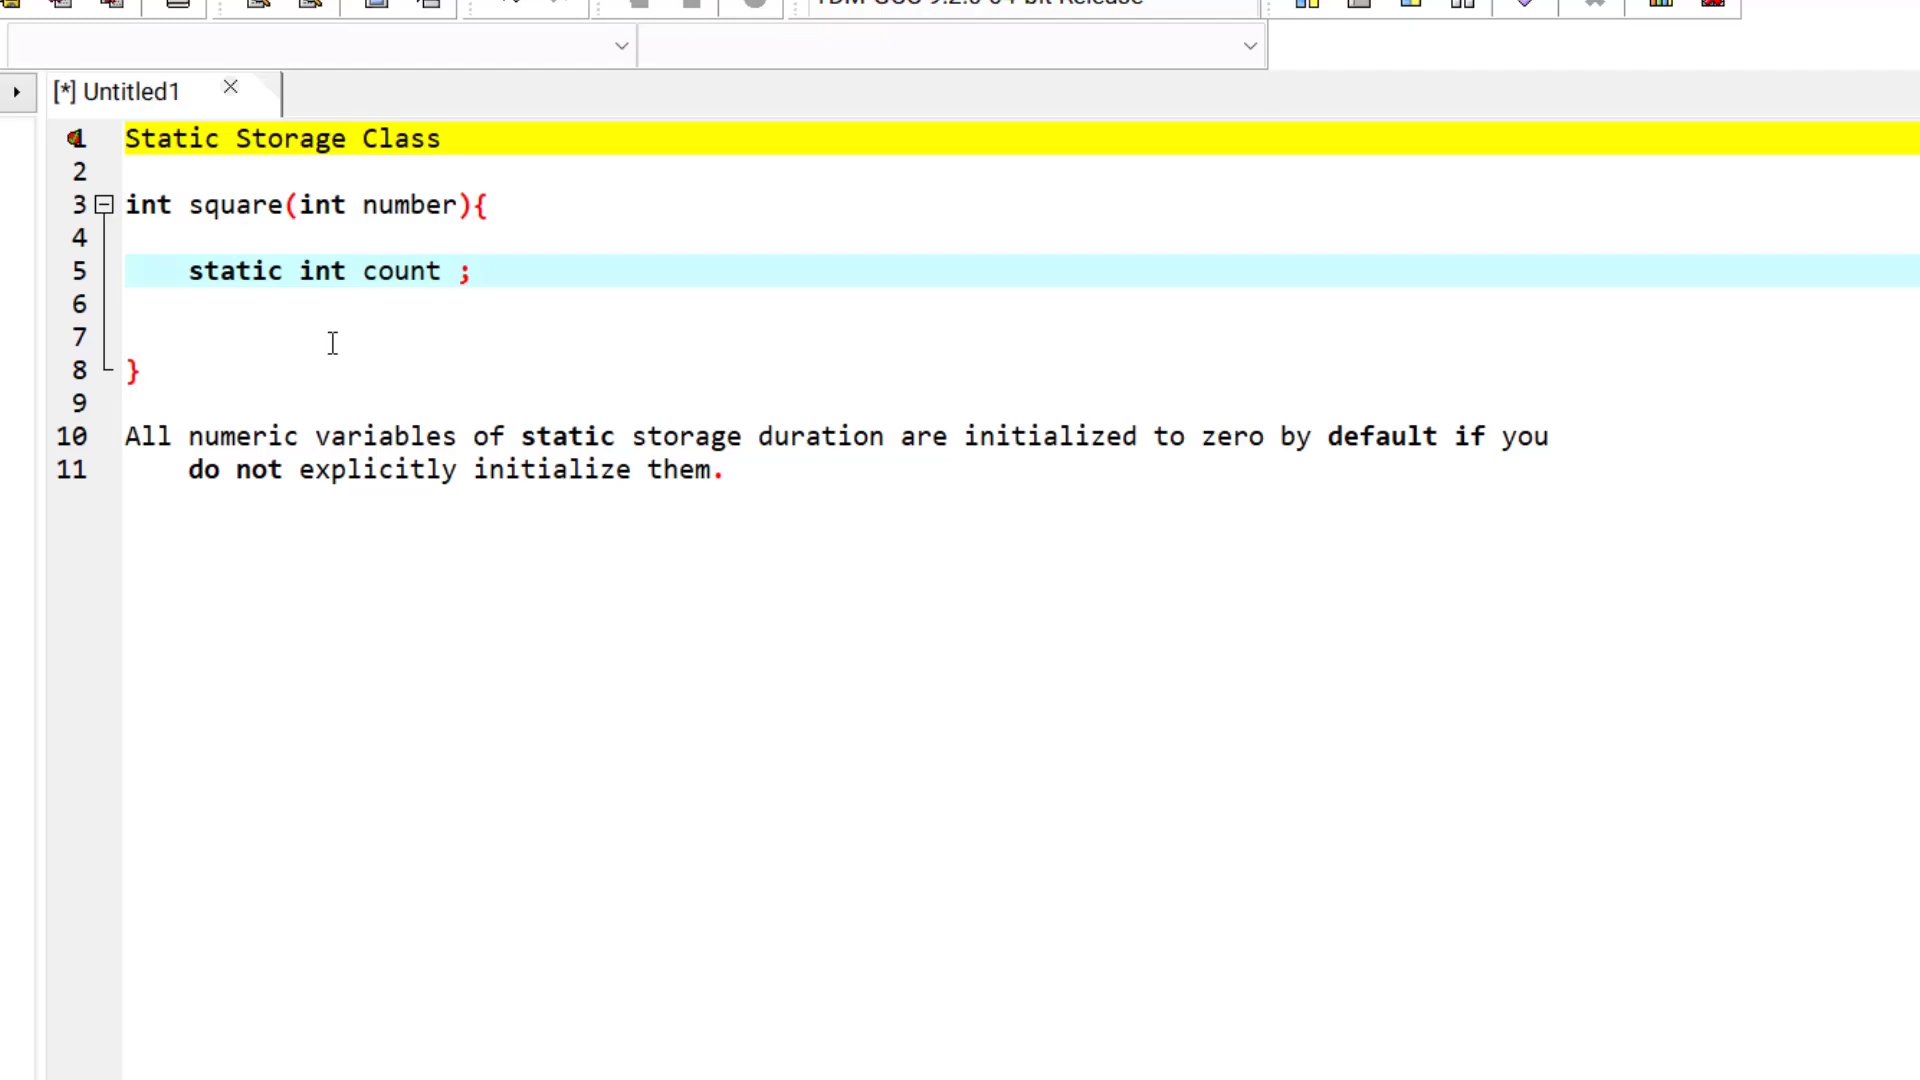 [*] Untitled1
1 Static Storage Class
2
3 int square(int number){
4
5 static int count ;
6
7
8 }
9
10 All numeric variables of static storage duration are initialized to zero by default if you
11 do not explicitly initialize them.